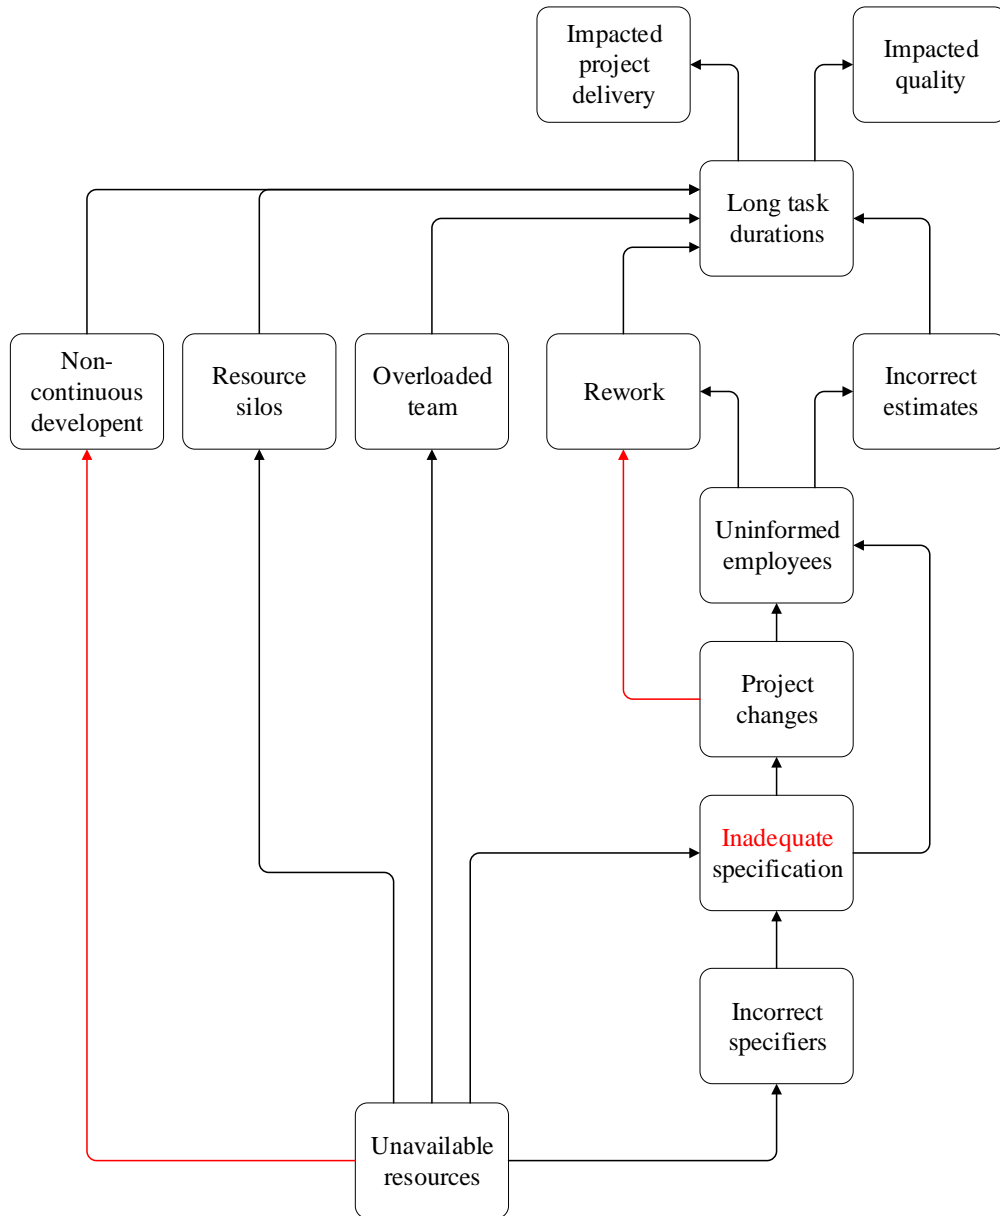 Impacted
project
delivery
Impacted
quality
Long task
durations
Non-
continuous
developent
Resource
silos
Overloaded
team
Rework
Incorrect
estimates
Uninformed
employees
Project
changes
Inadequate
specification
Incorrect
specifiers
Unavailable
resources